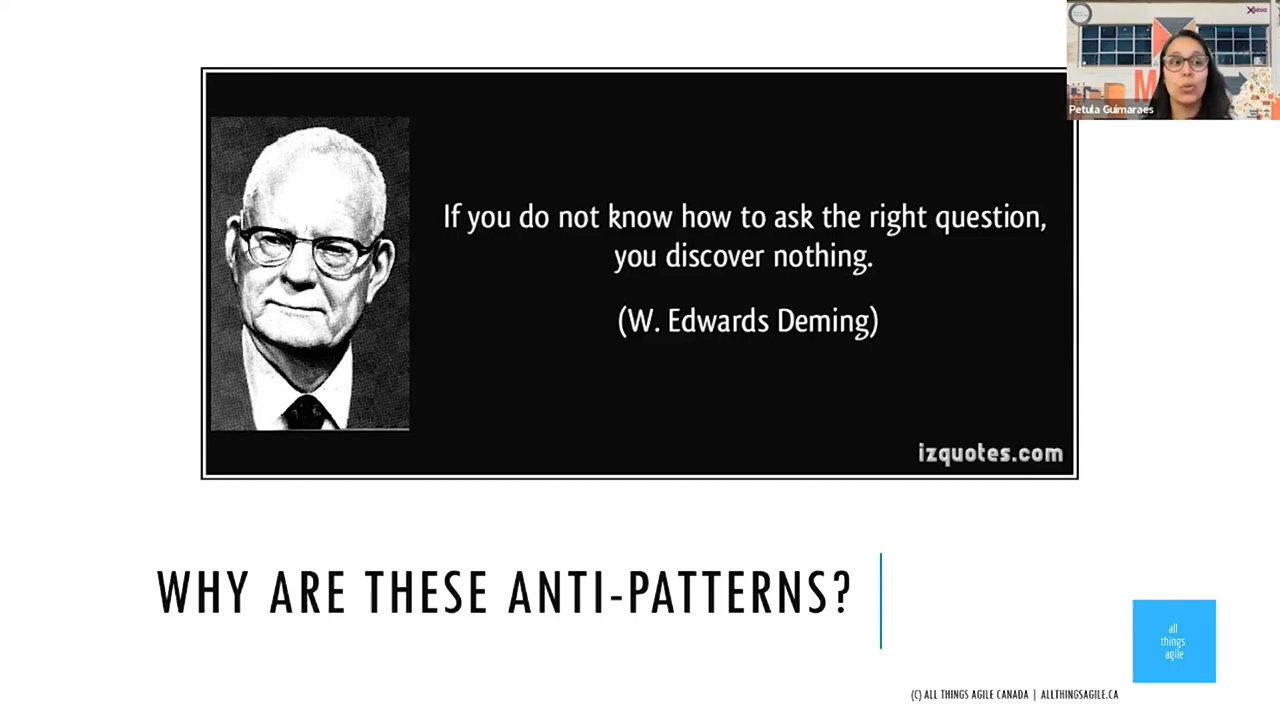 Xebia
M
Petula Guimaraes
If you do not know how to ask the right question,
you discover nothing.
(W. Edwards Deming)
izquotes.com
WHY ARE THESE ANTI-PATTERNS?
all
things
agile
(C) ALL THINGS AGILE CANADA | ALLTHINGSAGILE.CA